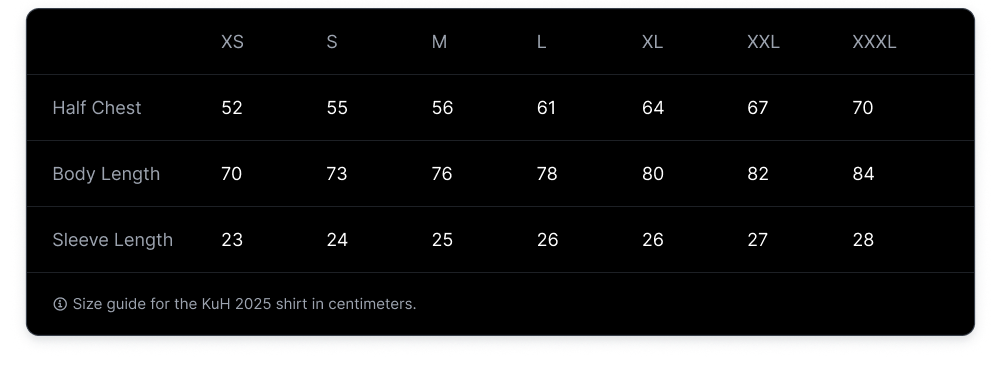 XS S M L XL XXL XXXL
Half Chest 52 55 56 61 64 67 70
Body Length 70 73 76 78 80 82 84
Sleeve Length 23 24 25 26 26 27 28
Size guide for the KuH 2025 shirt in centimeters.